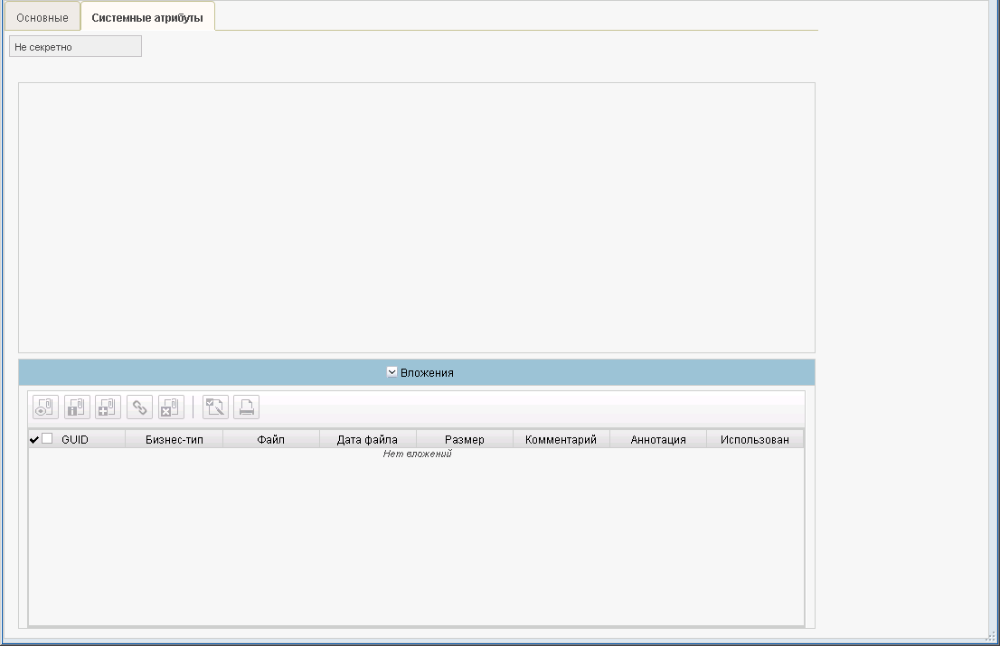 Основные Системные атрибуты
Не секретно
Вложения
GUID Бизнес-тип Файл Дата файла Размер Комментарий Аннотация Использован
Нет вложений